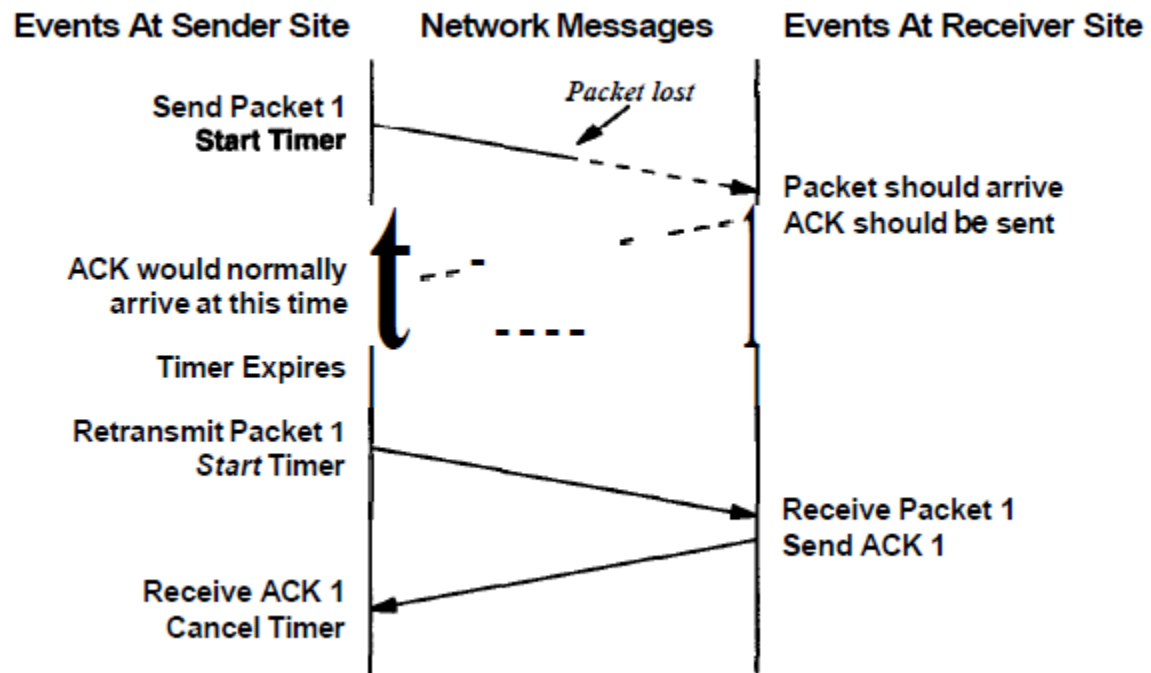 Events At Sender Site
Network Messages
Events At Receiver Site
Packet lost
Send Packet 1
Start Timer
Packet should arrive
ACK should be sent
ACK would normally
arrive at this time
t
l
Timer Expires
Retransmit Packet 1
Start Timer
Receive Packet 1
Send ACK 1
Receive ACK 1
Cancel Timer